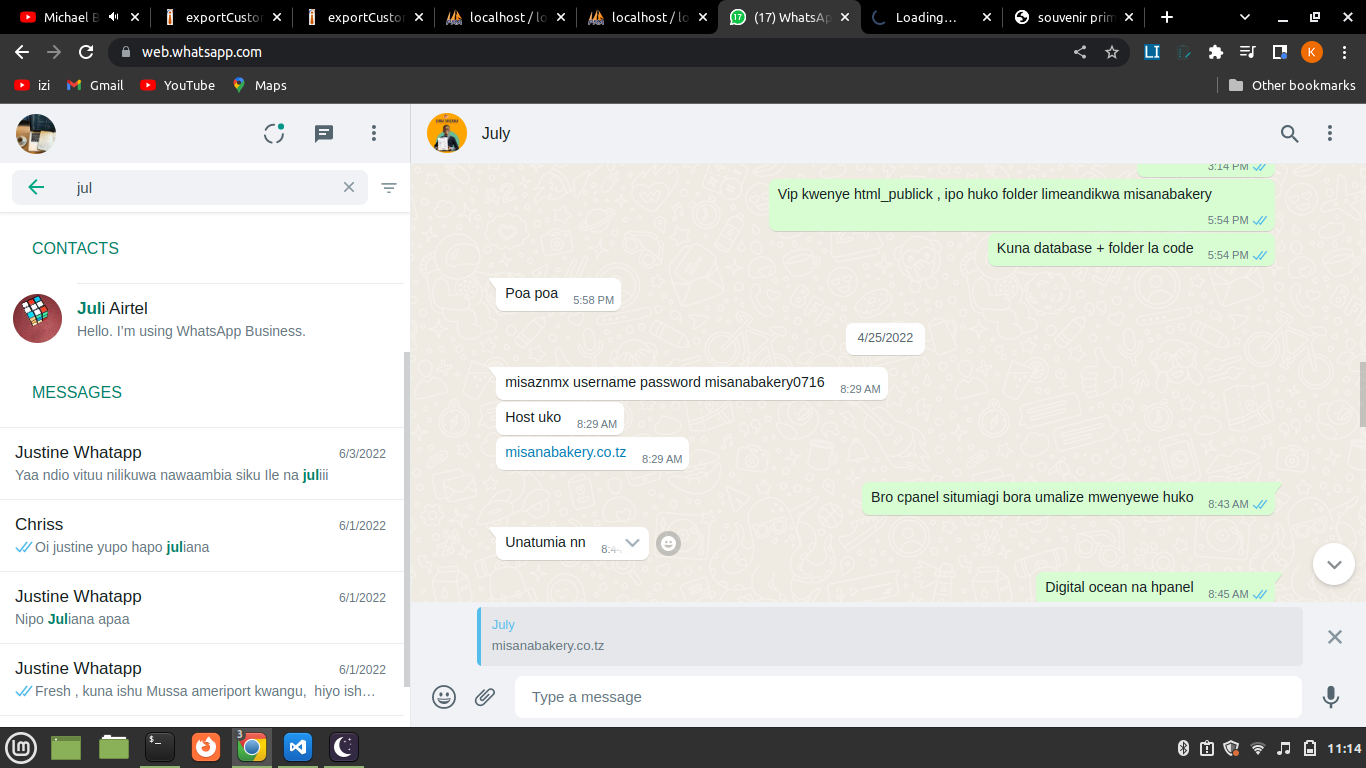 Michael B
exportCustor
exportCustor
localhost / lo
localhost / lo
17
(17) WhatsAp
Loading…
souvenir prim
web.whatsapp.com
LI
K
izi
Gmail
YouTube
Maps
Other bookmarks
July
jul
CONTACTS
Juli Airtel
Hello. I'm using WhatsApp Business.
MESSAGES
Justine Whatapp
6/3/2022
Yaa ndio vituu nilikuwa nawaambia siku Ile na juliii
Chriss
6/1/2022
Oi justine yupo hapo juliana
Justine Whatapp
6/1/2022
Nipo Juliana apaa
Justine Whatapp
6/1/2022
Fresh , kuna ishu Mussa ameriport kwangu, hiyo ish…
3:14 PM
Vip kwenye html_publick , ipo huko folder limeandikwa misanabakery
5:54 PM
Kuna database + folder la code
5:54 PM
Poa poa
5:58 PM
4/25/2022
misaznmx username password misanabakery0716
8:29 AM
Host uko
8:29 AM
misanabakery.co.tz
8:29 AM
Bro cpanel situmiagi bora umalize mwenyewe huko
8:43 AM
Unatumia nn
Digital ocean na hpanel
8:45 AM
July
misanabakery.co.tz
Type a message
3
11:14